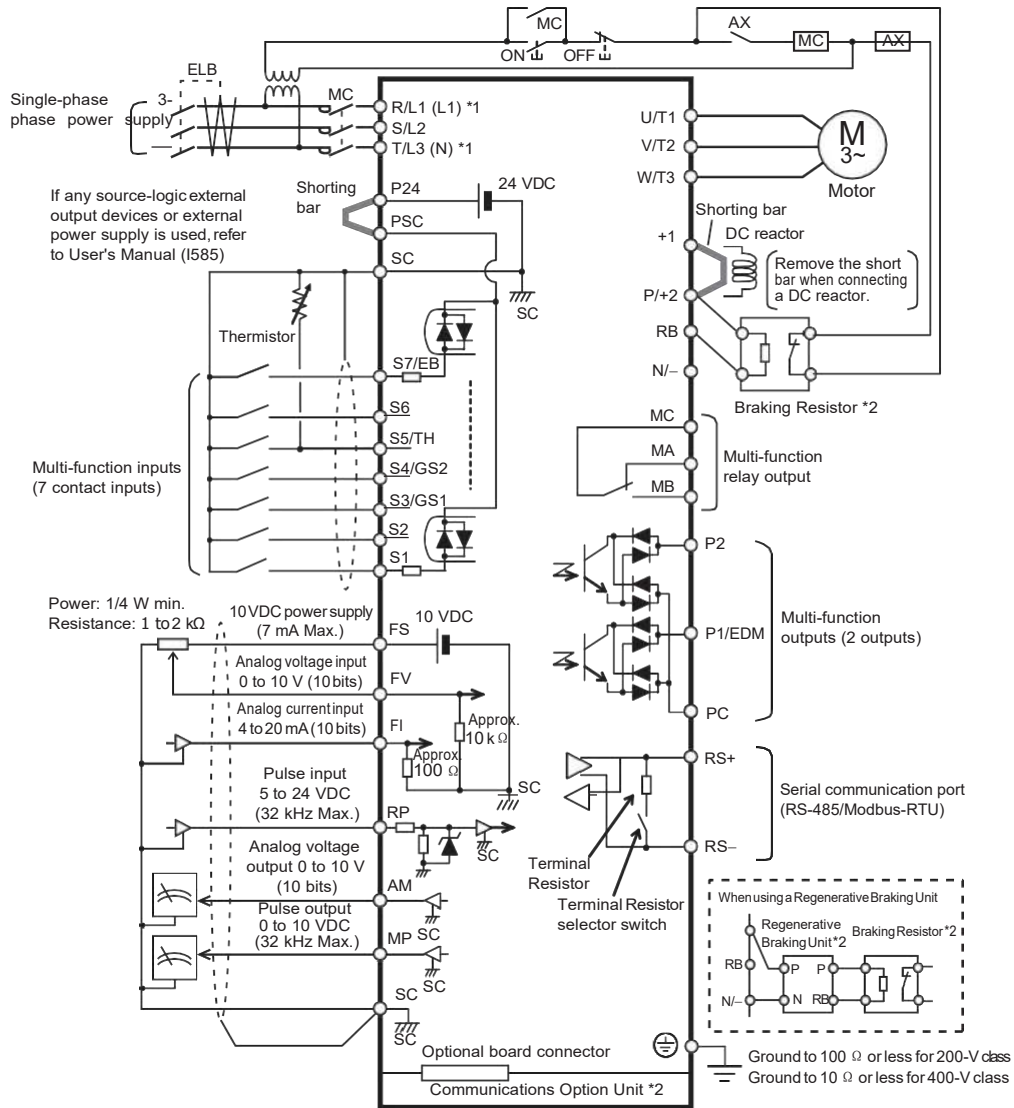 MC
AX
ON
OFF
MC
AX
ELB
Single-phase 3-
phase power supply
MC
R/L1 (L1) *1
S/L2
T/L3 (N) *1
U/T1
V/T2
W/T3
M
3~
Motor
If any source-logic external
output devices or external
power supply is used, refer
to User's Manual (I585)
Shorting
bar
P24
24 VDC
PSC
SC
SC
Shorting bar
+1
DC reactor
Remove the short
bar when connecting
a DC reactor.
P/+2
RB
N/−
Braking Resistor *2
Thermistor
S7/EB
S6
S5/TH
S4/GS2
S3/GS1
S2
S1
Multi-function inputs
(7 contact inputs)
MC
MA
MB
Multi-function
relay output
P2
P1/EDM
PC
Multi-function
outputs (2 outputs)
Power: 1/4 W min.
Resistance: 1 to 2 kΩ
10 VDC power supply
(7 mA Max.)
FS
10 VDC
Analog voltage input
0 to 10 V (10 bits)
FV
Analog current input
4 to 20 mA (10 bits)
FI
Approx.
10 k Ω
Approx.
100 Ω
SC
Pulse input
5 to 24 VDC
(32 kHz Max.)
RP
SC
Analog voltage
output 0 to 10 V
(10 bits)
AM
SC
Pulse output
0 to 10 VDC
(32 kHz Max.)
MP
SC
SC
SC
RS+
RS−
Serial communication port
(RS-485/Modbus-RTU)
Terminal
Resistor
Terminal Resistor
selector switch
When using a Regenerative Braking Unit
Regenerative
Braking Unit*2
Braking Resistor*2
RB
P
P
N/−
N
RB
Optional board connector
Communications Option Unit *2
Ground to 100 Ω or less for 200-V class
Ground to 10 Ω or less for 400-V class